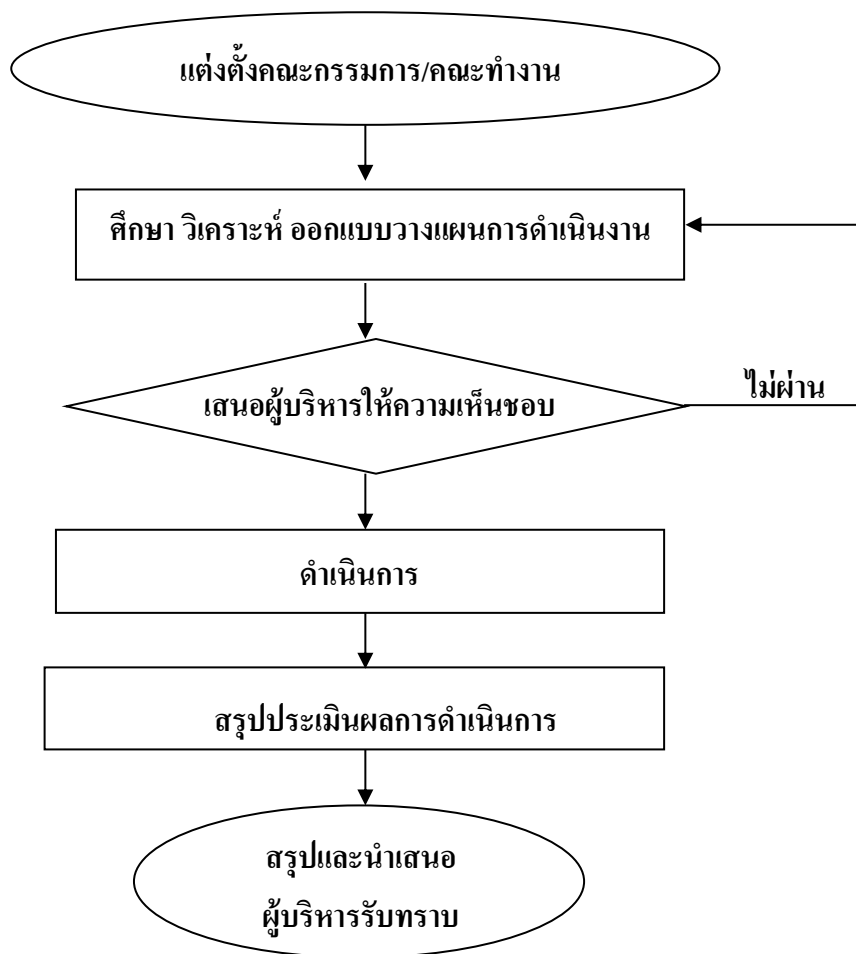 แต่งตั้งคณะกรรมการ/คณะทำงาน
ศึกษา วิเคราะห์ ออกแบบวางแผนการดำเนินงาน
เสนอผู้บริหารให้ความเห็นชอบ
ไม่ผ่าน
ดำเนินการ
สรุปประเมินผลการดำเนินการ
สรุปและนำเสนอ
ผู้บริหารรับทราบ